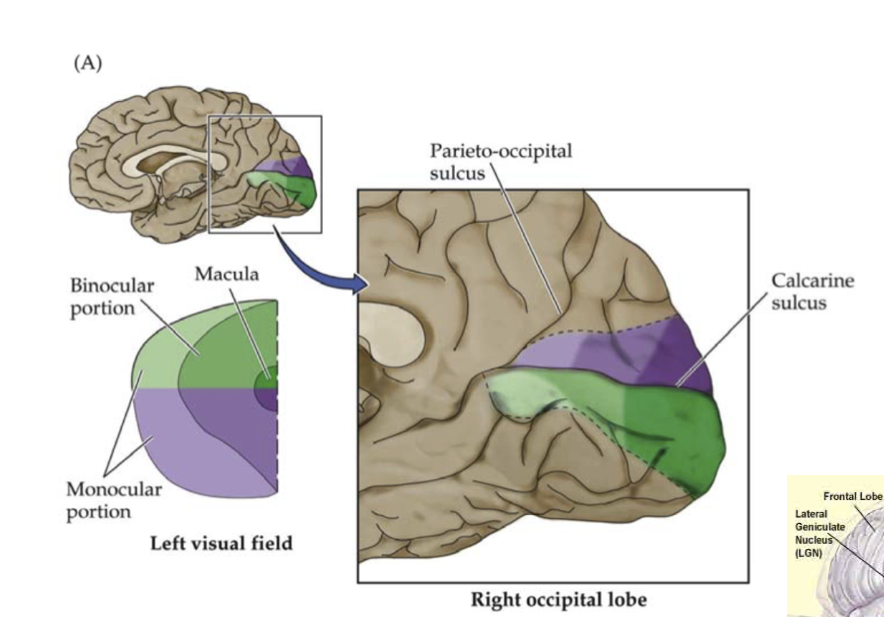 (A)
Parieto-occipital
sulcus
Macula
Binocular
portion
Calcarine
sulcus
Monocular
portion
Left visual field
Right occipital lobe
Frontal Lobe
Lateral
Geniculate
Nucleus
(LGN)